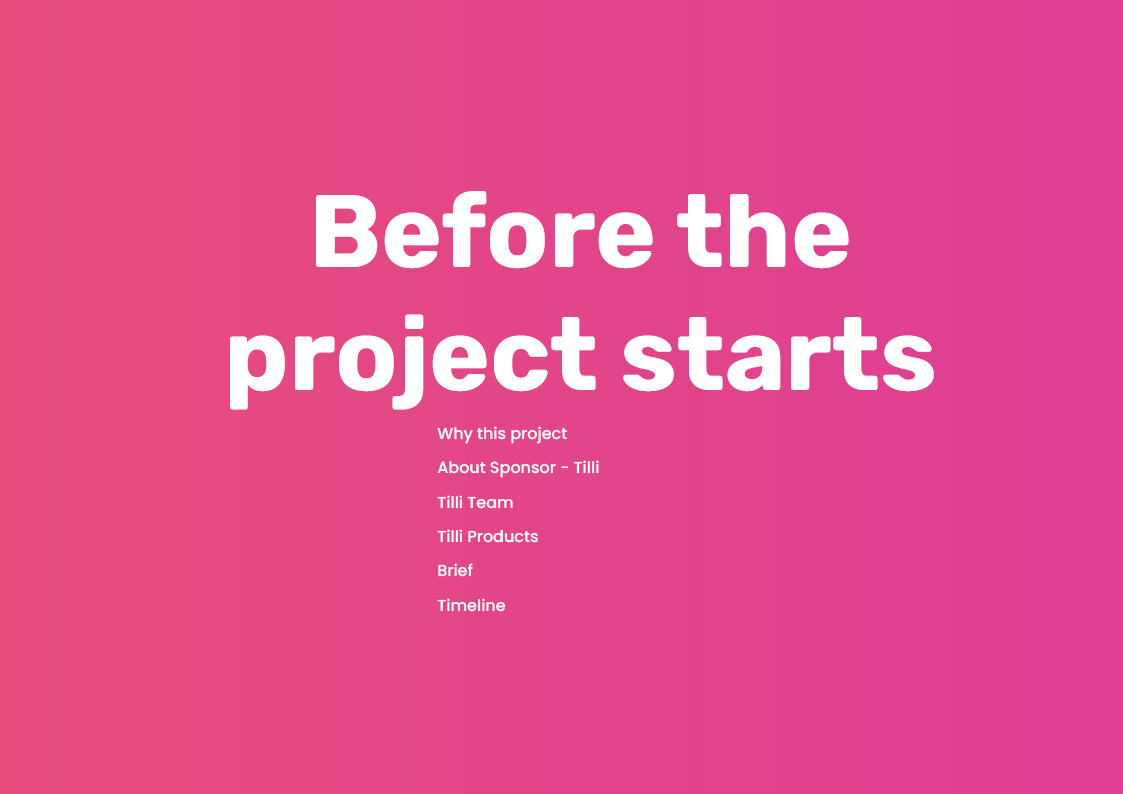 Before the
project starts
Why this project
About Sponsor - Tilli
Tilli Team
Tilli Products
Brief
Timeline